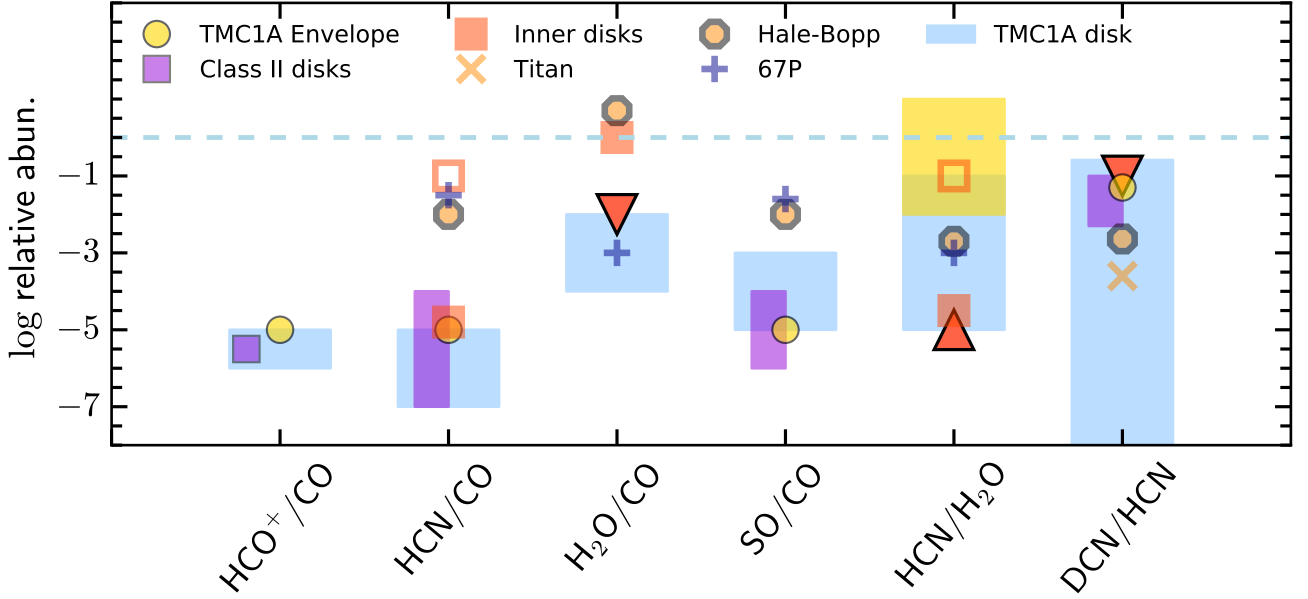 TMC1A Envelope Inner disks Hale-Bopp TMC1A disk
Class II disks Titan 67P
log relative abun.
−1
−3
−5
−7
HCO⁺/CO
HCN/CO
H₂O/CO
SO/CO
HCN/H₂O
DCN/HCN